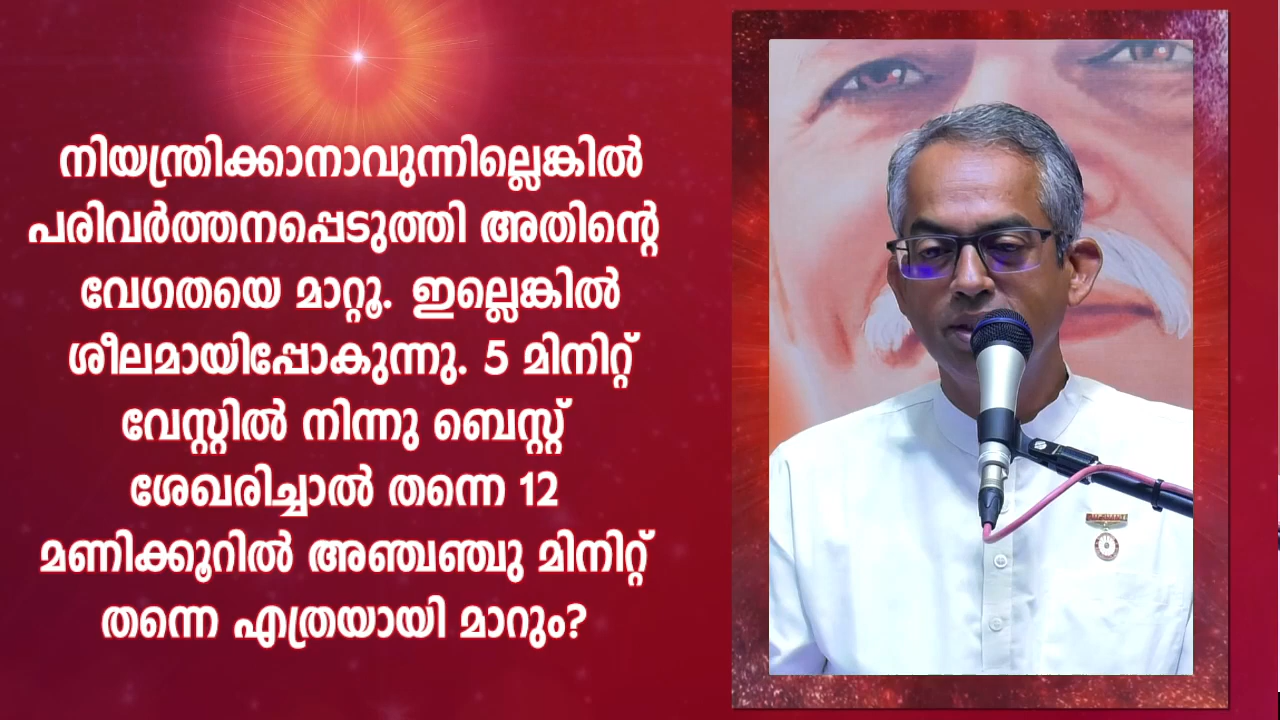 നിയന്ത്രിക്കാനാവുന്നില്ലെങ്കിൽ
പരിവർത്തനപ്പെടുത്തി അതിന്റെ
വേഗതയെ മാറ്റൂ. ഇല്ലെങ്കിൽ
ശീലമായിപ്പോകുന്നു. 5 മിനിറ്റ്
വേസ്റ്റിൽ നിന്നു ബെസ്റ്റ്
ശേഖരിച്ചാൽ തന്നെ 12
മണിക്കൂറിൽ അഞ്ചഞ്ചു മിനിറ്റ്
തന്നെ എത്രയായി മാറും?